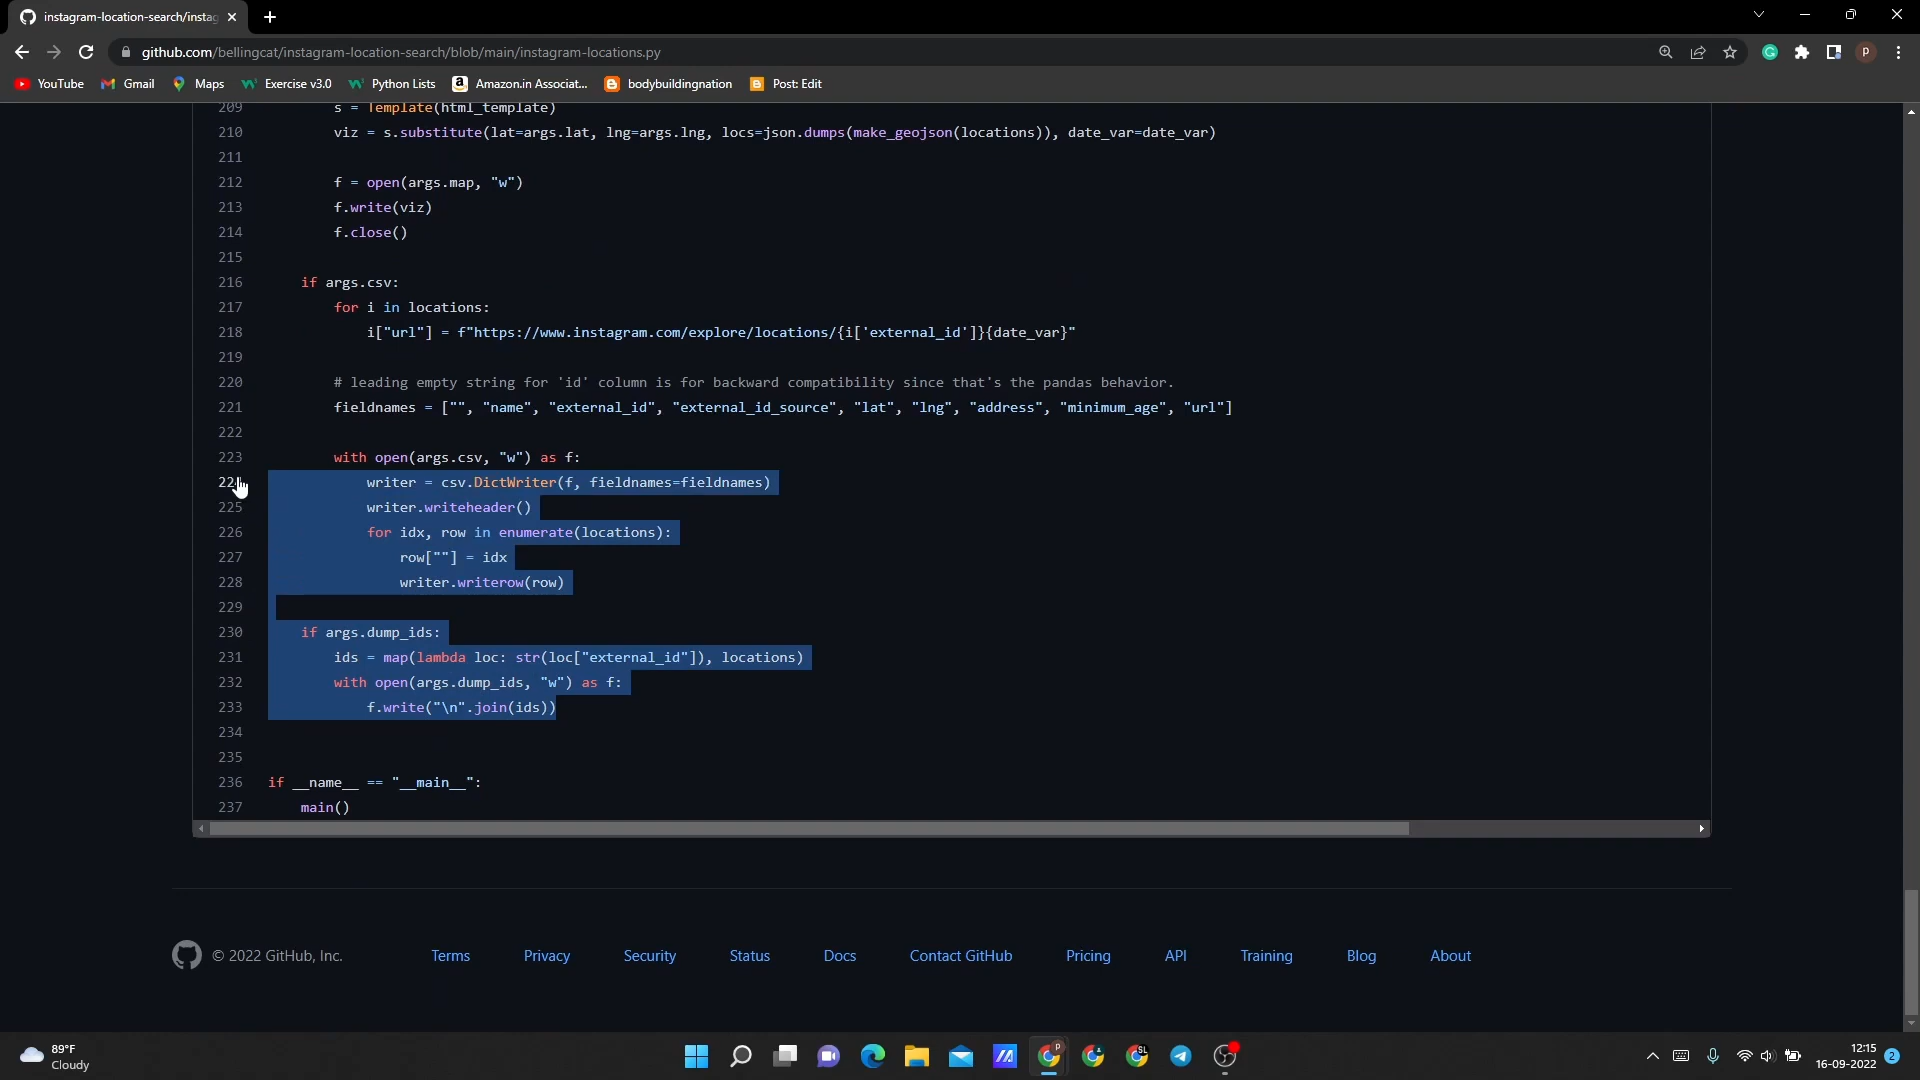 instagram-location-search/instag
github.com/bellingcat/instagram-location-search/blob/main/instagram-locations.py
P
YouTube Gmail Maps Exercise v3.0 Python Lists Amazon.in Associat... bodybuildingnation Post: Edit
209 s = Template(html_template)
210 viz = s.substitute(lat=args.lat, lng=args.lng, locs=json.dumps(make_geojson(locations)), date_var=date_var)
211
212 f = open(args.map, "w")
213 f.write(viz)
214 f.close()
215
216 if args.csv:
217 for i in locations:
218 i["url"] = f"https://www.instagram.com/explore/locations/{i['external_id']}{date_var}"
219
220 # leading empty string for 'id' column is for backward compatibility since that's the pandas behavior.
221 fieldnames = ["", "name", "external_id", "external_id_source", "lat", "lng", "address", "minimum_age", "url"]
222
223 with open(args.csv, "w") as f:
224 writer = csv.DictWriter(f, fieldnames=fieldnames)
225 writer.writeheader()
226 for idx, row in enumerate(locations):
227 row[""] = idx
228 writer.writerow(row)
229
230 if args.dump_ids:
231 ids = map(lambda loc: str(loc["external_id"]), locations)
232 with open(args.dump_ids, "w") as f:
233 f.write("\n".join(ids))
234
235
236 if __name__ == "__main__":
237 main()
© 2022 GitHub, Inc. Terms Privacy Security Status Docs Contact GitHub Pricing API Training Blog About
89°F
Cloudy
P
SL
12:15
16-09-2022
2